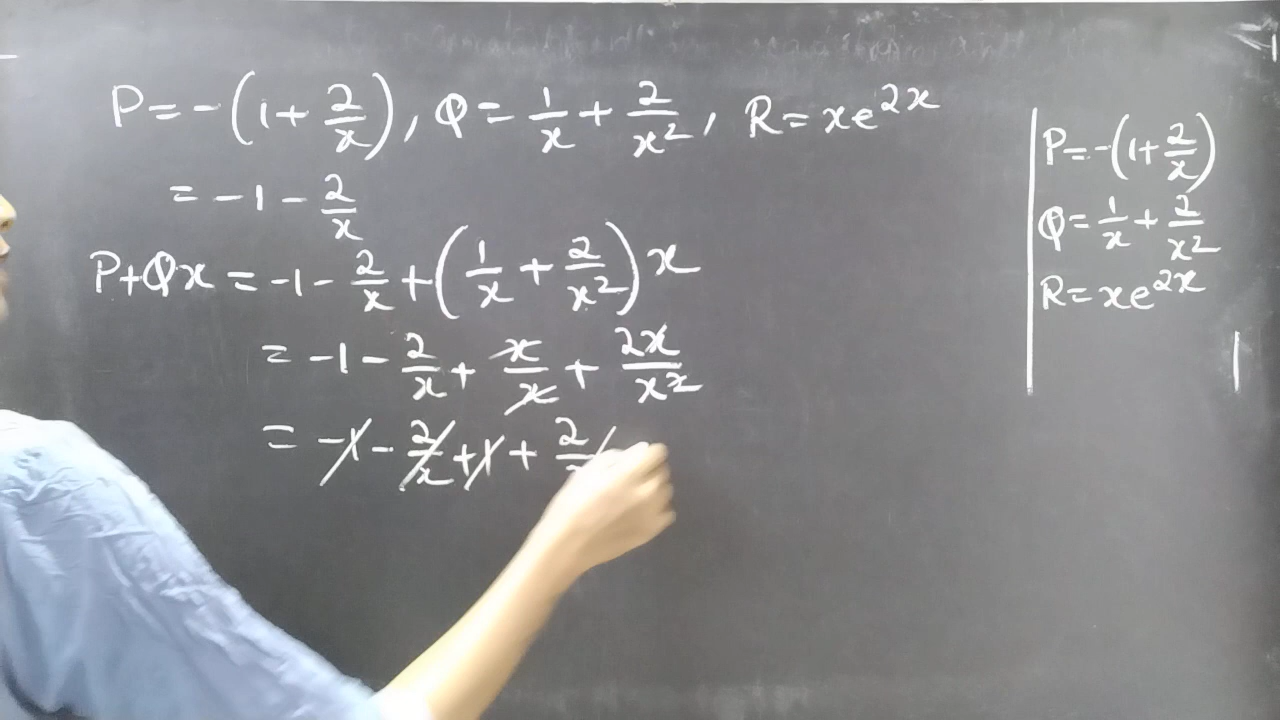 P = -(1 + 2/x), Q = 1/x + 2/x², R = xe^{2x}
= -1 - 2/x
P+Qx = -1 - 2/x + (1/x + 2/x²)x
= -1 - 2/x + x/x + 2x/x²
= -1 - 2/x + 1 + 2/
P = -(1 + 2/x)
Q = 1/x + 2/x²
R = xe^{2x}